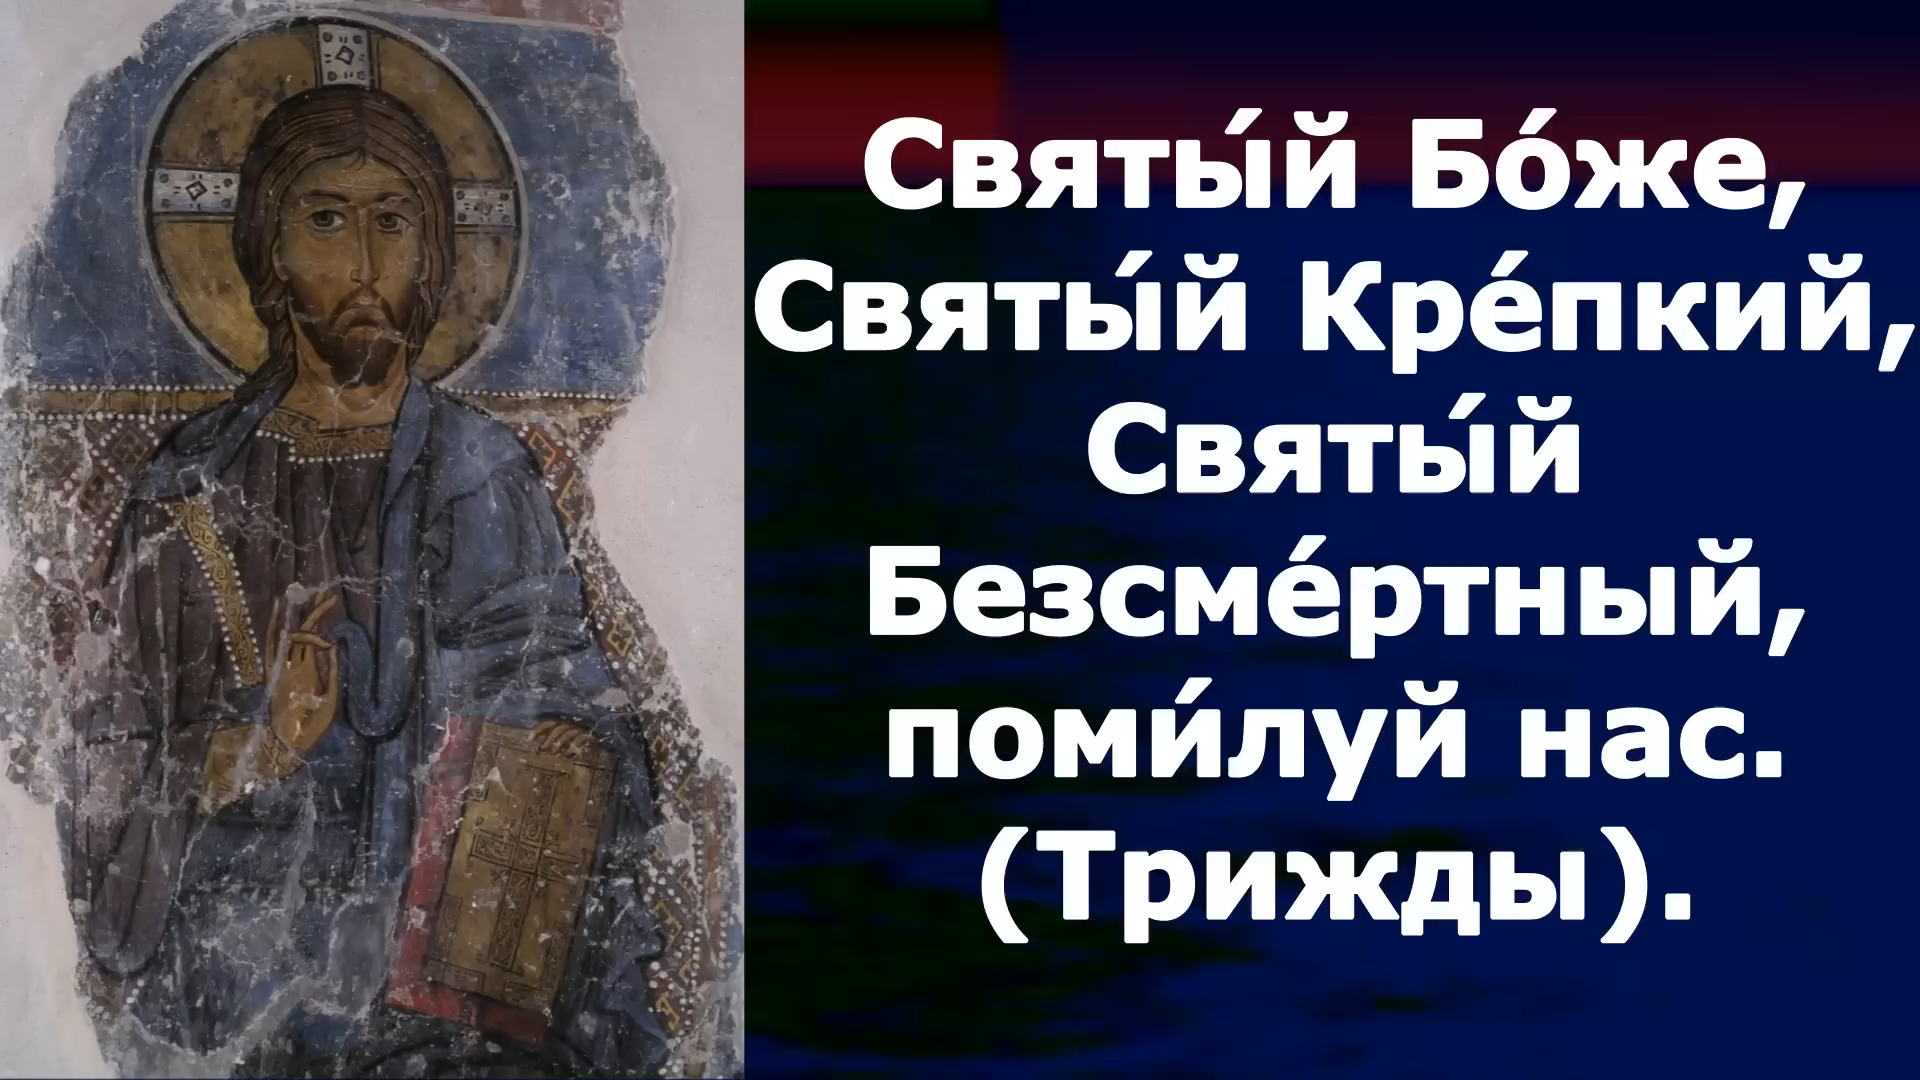 Святы́й Бо́же,
Святы́й Кре́пкий,
Святы́й
Безсме́ртный,
поми́луй нас.
(Трижды).